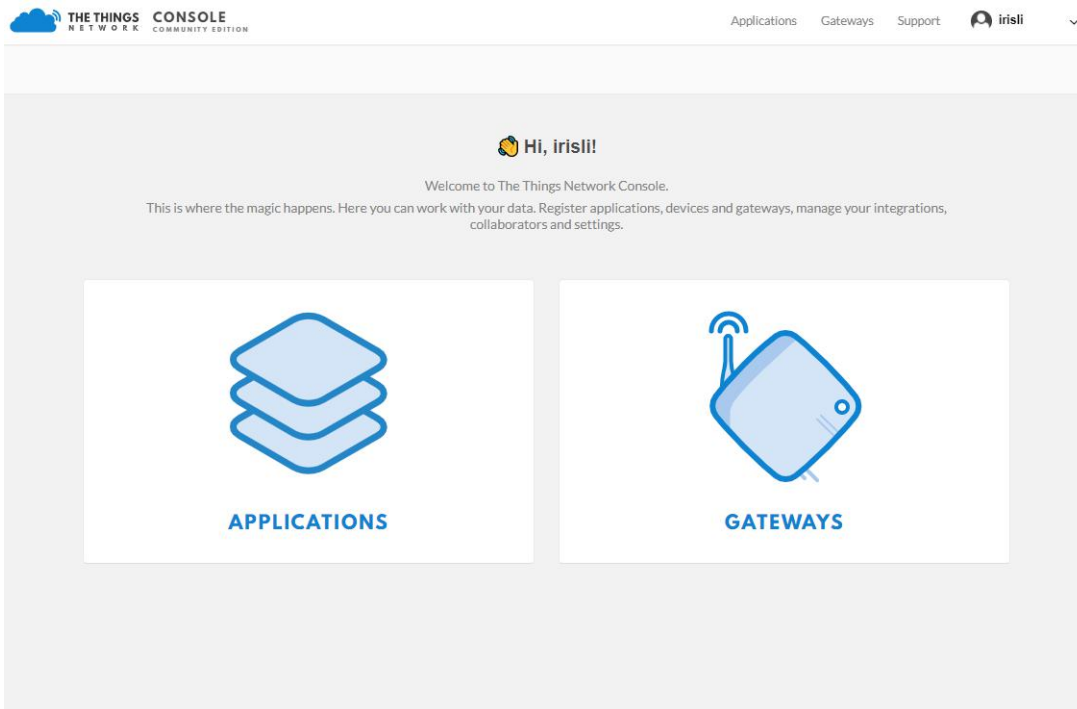 THE THINGS
NETWORK
CONSOLE
COMMUNITY EDITION
Applications Gateways Support irisli
Hi, irisli!
Welcome to The Things Network Console.
This is where the magic happens. Here you can work with your data. Register applications, devices and gateways, manage your integrations,
collaborators and settings.
APPLICATIONS
GATEWAYS